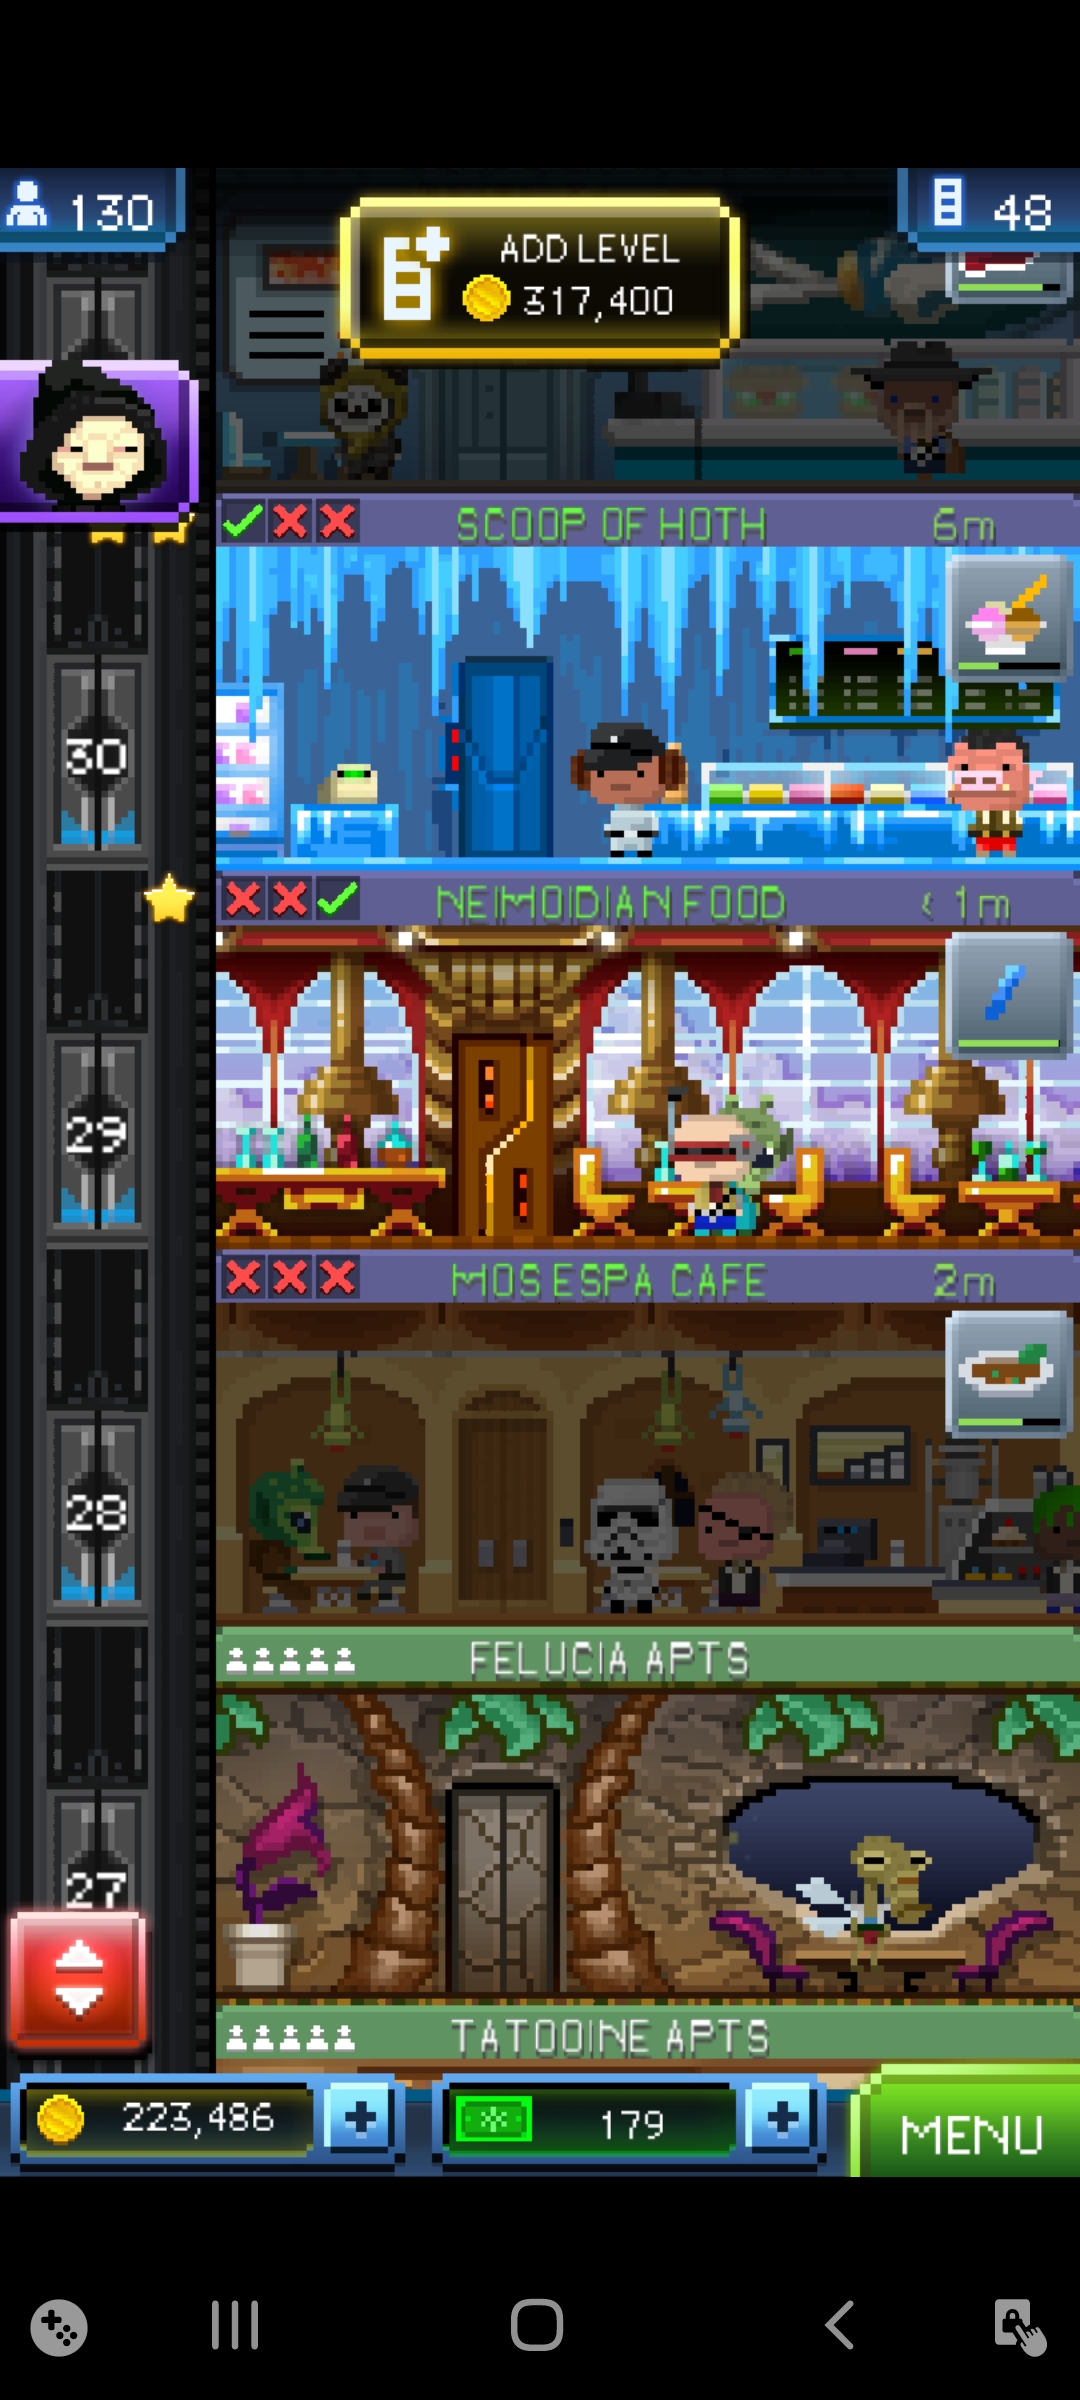 130
ADD LEVEL
317,400
48
SCOOP OF HOTH
6m
30
NEIMOIDIAN FOOD
< 1m
29
MOS ESPA CAFE
2m
28
FELUCIA APTS
27
TATOOINE APTS
223,486
179
MENU